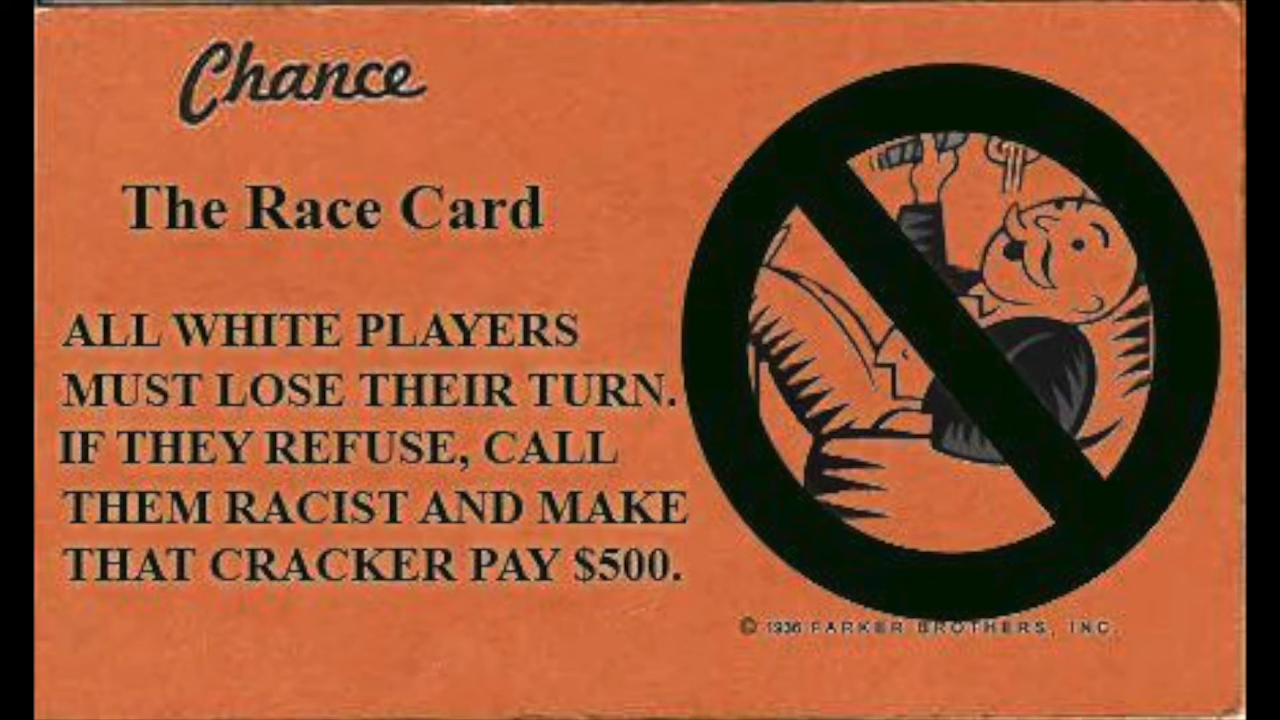 Chance
The Race Card
ALL WHITE PLAYERS
MUST LOSE THEIR TURN.
IF THEY REFUSE, CALL
THEM RACIST AND MAKE
THAT CRACKER PAY $500.
© 1936 PARKER BROTHERS, INC.